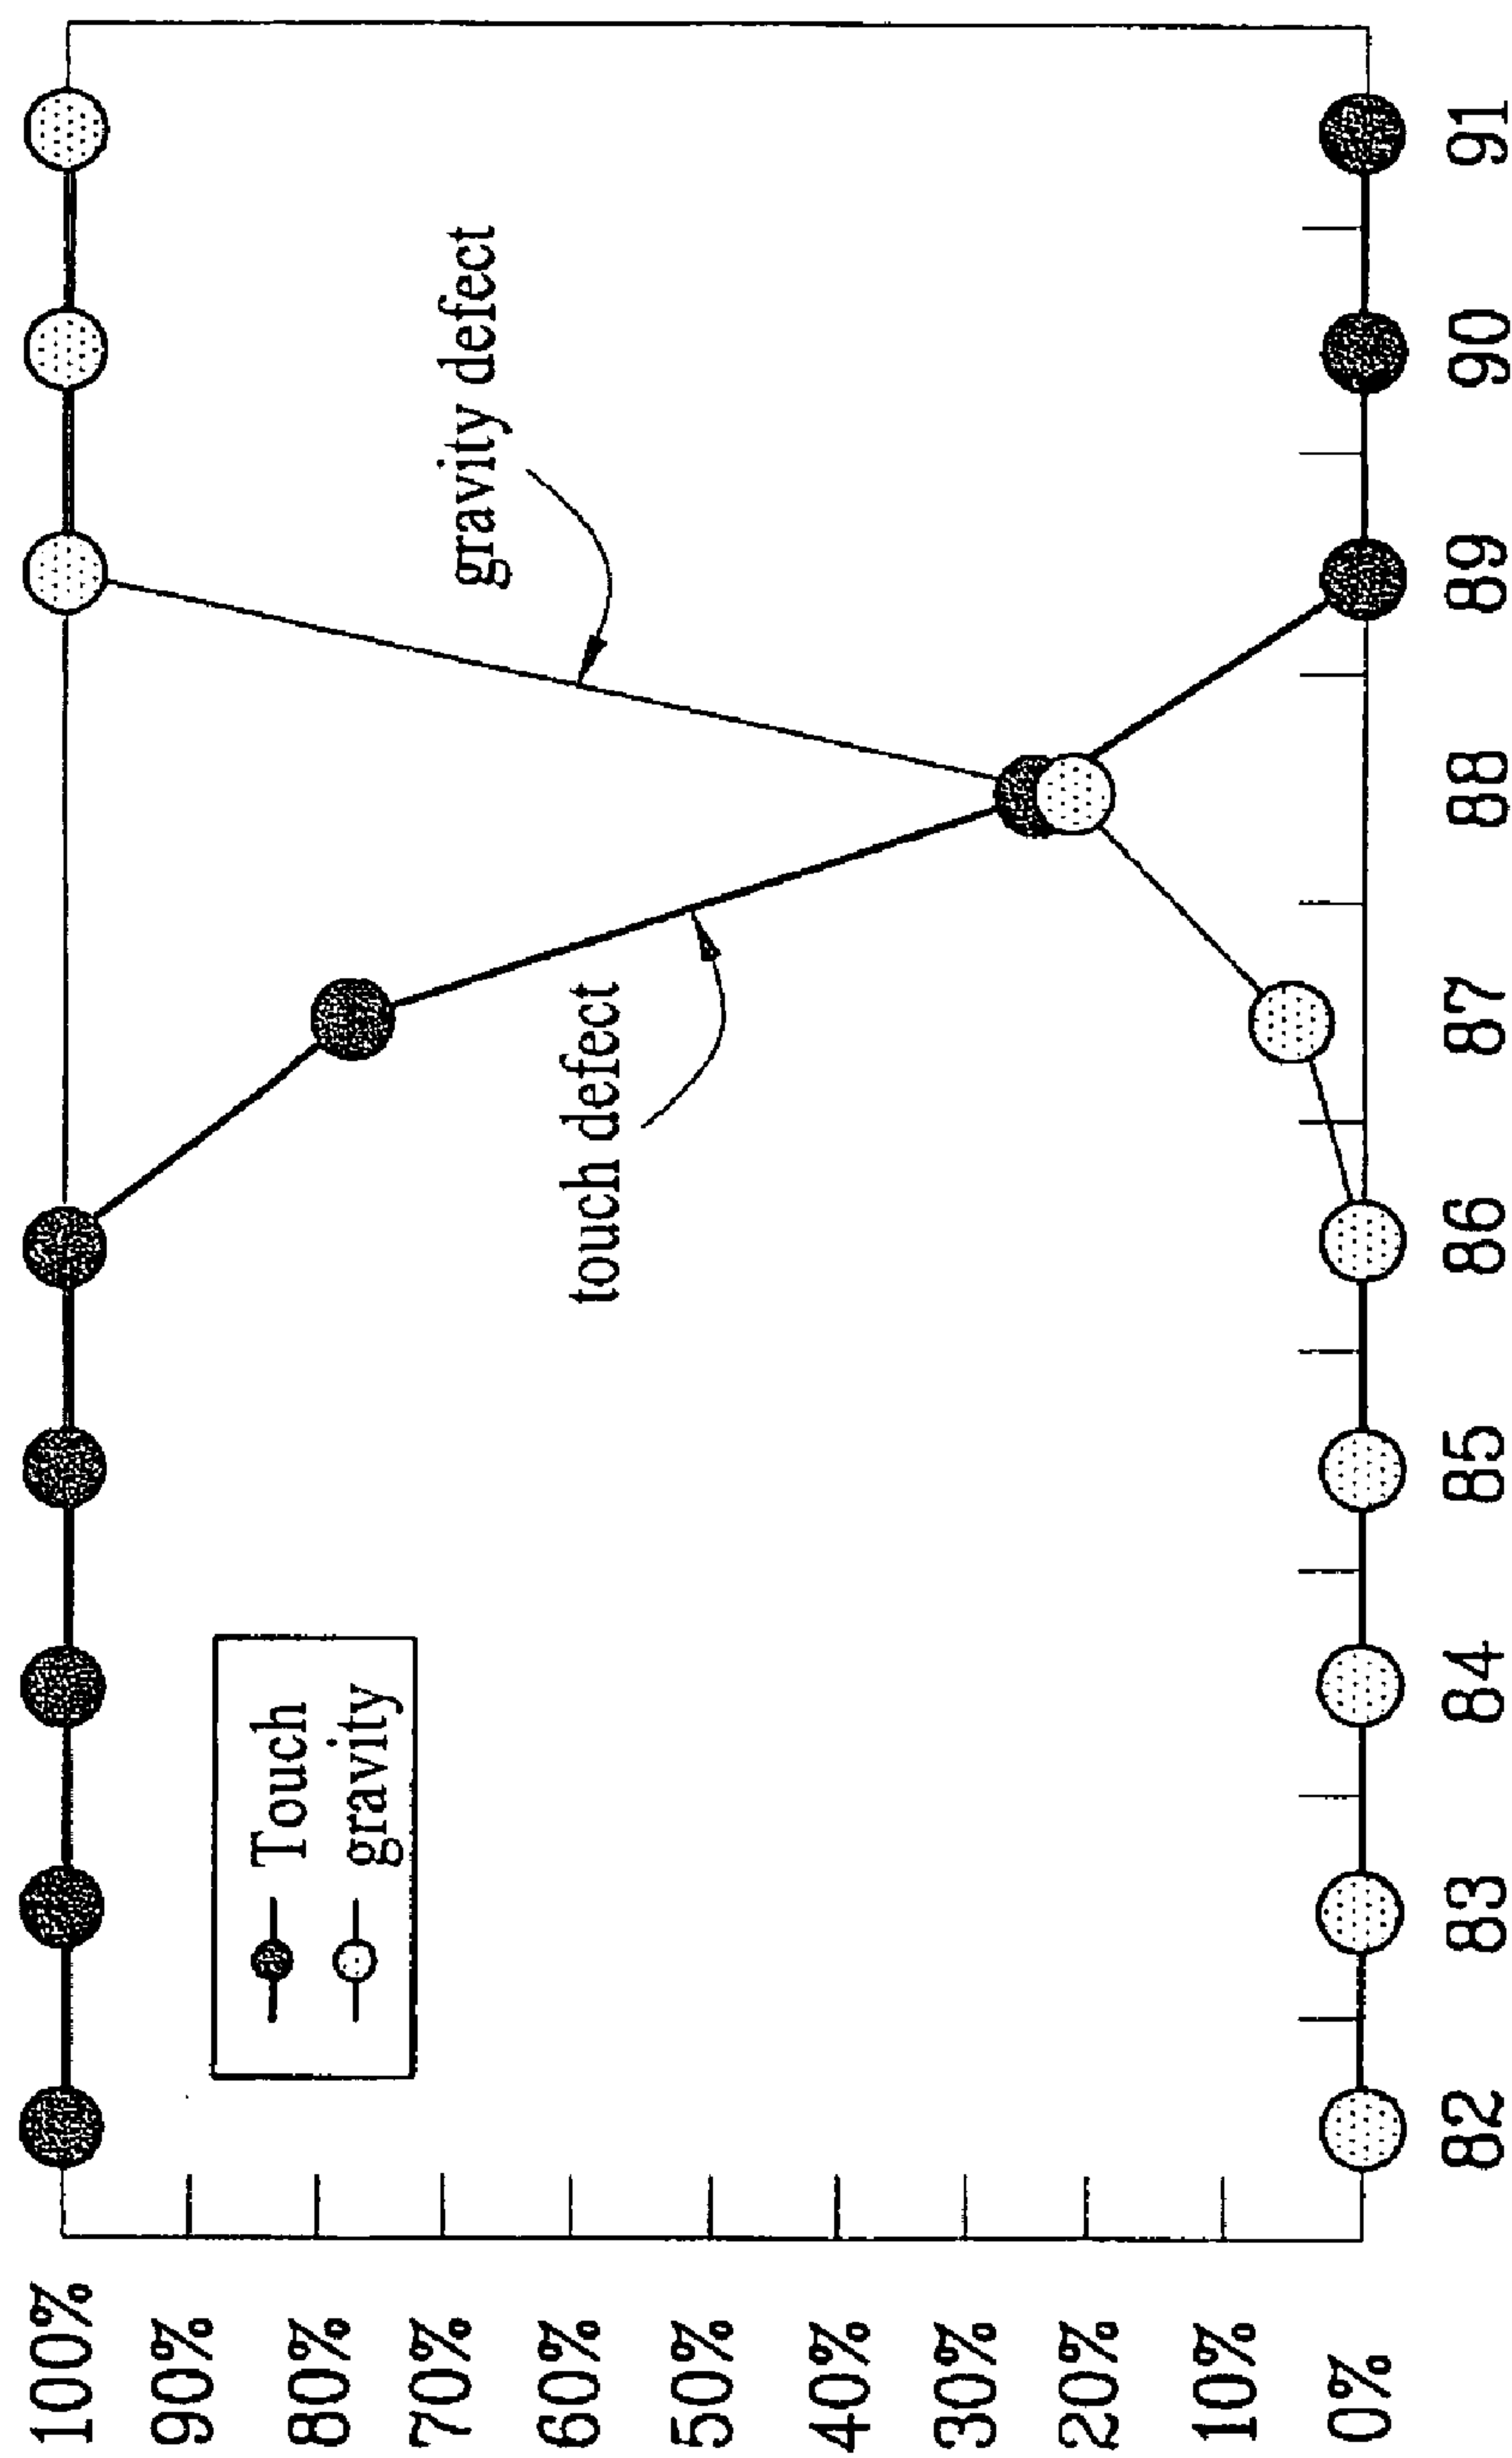 100%
90%
80%
70%
60%
50%
40%
30%
20%
10%
0%
Touch
gravity
touch defect
gravity defect
82 83 84 85 86 87 88 89 90 91